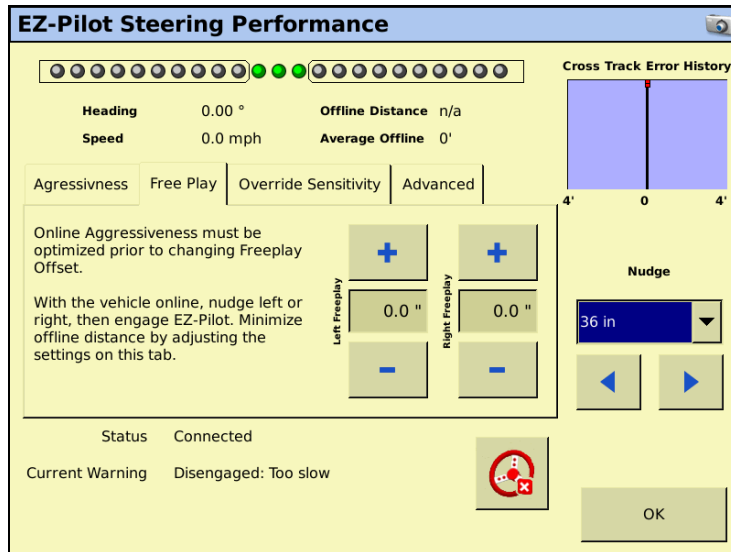 EZ-Pilot Steering Performance
Cross Track Error History
Heading 0.00 ° Offline Distance n/a
Speed 0.0 mph Average Offline 0'
Agressivness Free Play Override Sensitivity Advanced
4' 0 4'
Online Aggressiveness must be
optimized prior to changing Freeplay
Offset.
With the vehicle online, nudge left or
right, then engage EZ-Pilot. Minimize
offline distance by adjusting the
settings on this tab.
+ +
Left Freeplay 0.0 " Right Freeplay 0.0 "
- -
Nudge
36 in
Status Connected
Current Warning Disengaged: Too slow
OK